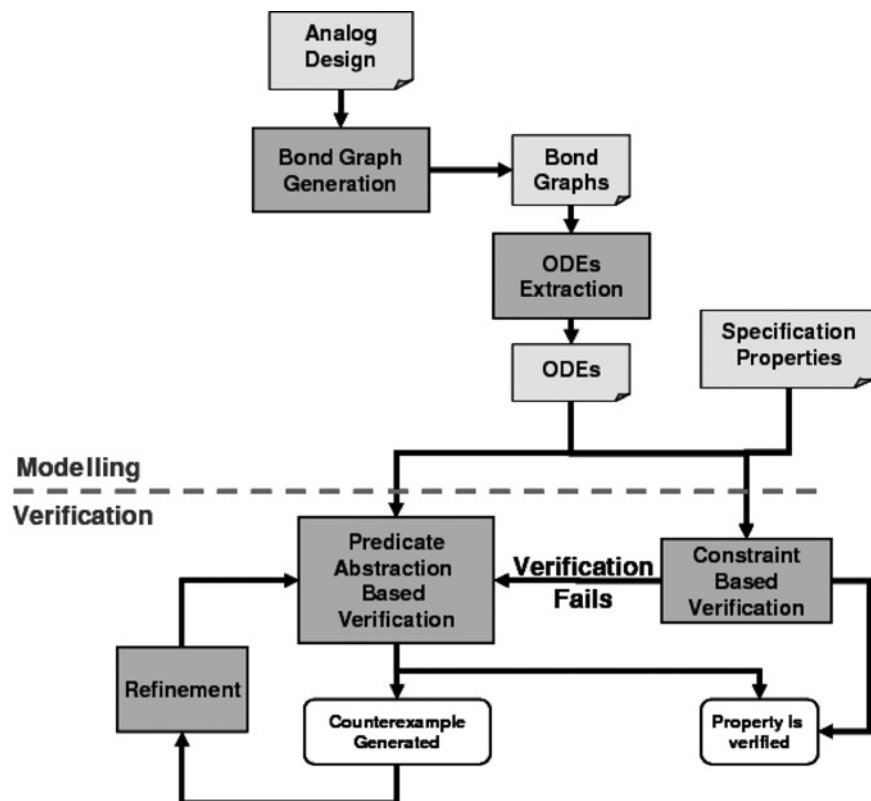 Analog
Design
Bond Graph
Generation
Bond
Graphs
ODEs
Extraction
Specification
Properties
ODEs
Modelling
Verification
Predicate
Abstraction
Based
Verification
Verification
Fails
Constraint
Based
Verification
Refinement
Counterexample
Generated
Property is
verified